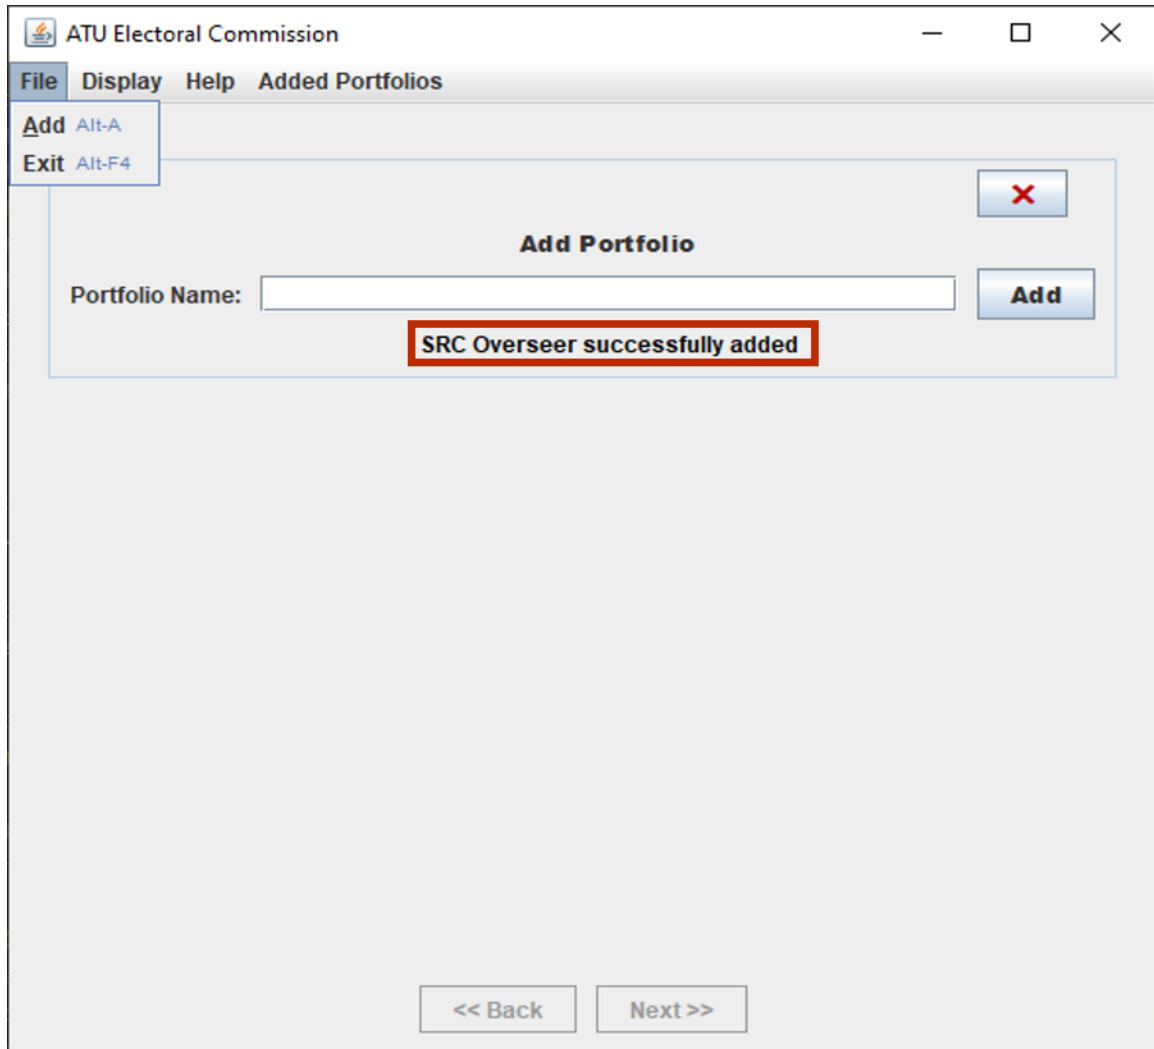 ATU Electoral Commission
File Display Help Added Portfolios
Add Alt-A
Exit Alt-F4
Add Portfolio
Portfolio Name: Add
SRC Overseer successfully added
<< Back Next >>